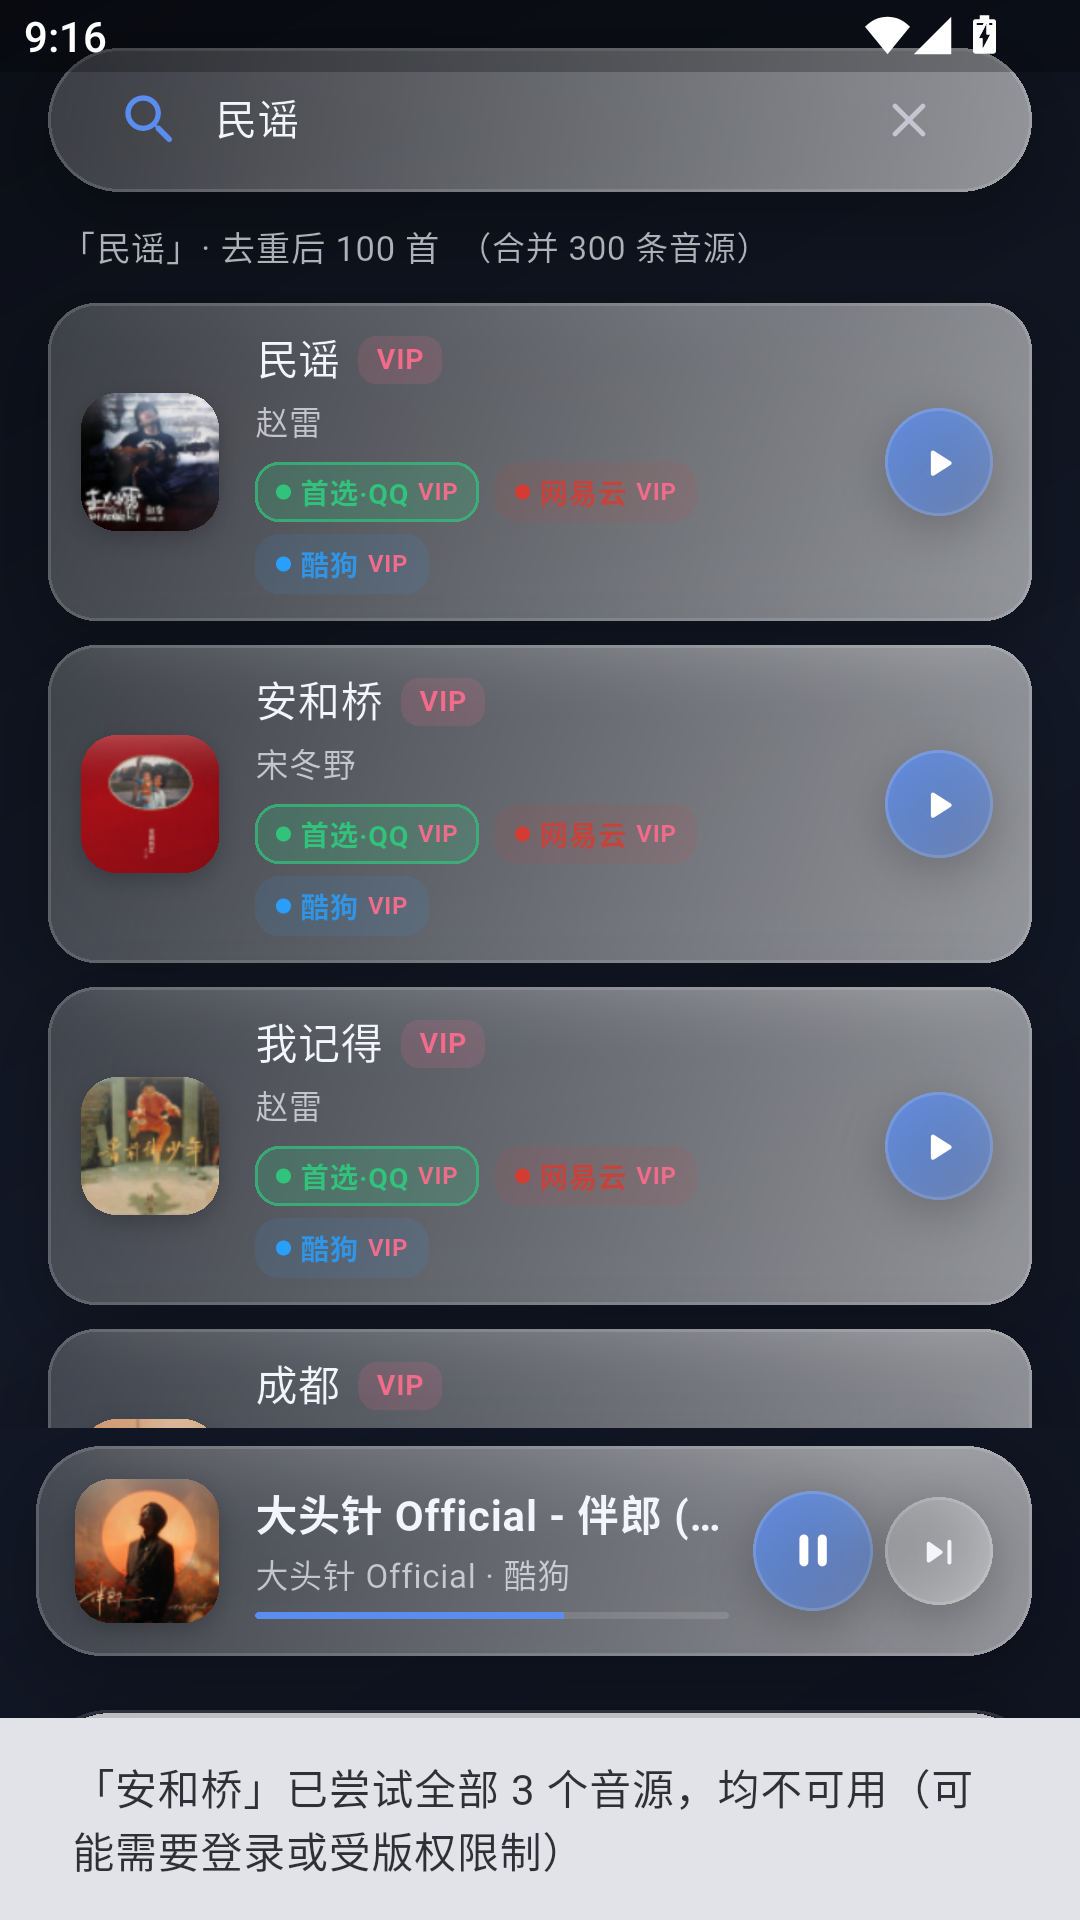 9:16
民谣
「民谣」· 去重后 100 首 （合并 300 条音源）
民谣 VIP
赵雷
首选·QQ VIP 网易云 VIP
酷狗 VIP
安和桥 VIP
宋冬野
首选·QQ VIP 网易云 VIP
酷狗 VIP
我记得 VIP
赵雷
首选·QQ VIP 网易云 VIP
酷狗 VIP
成都 VIP
大头针 Official - 伴郎 (...
大头针 Official · 酷狗
「安和桥」已尝试全部 3 个音源，均不可用（可
能需要登录或受版权限制）